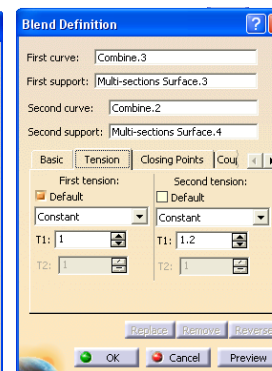 Blend Definition ?
First curve: Combine.3
First support: Multi-sections Surface.3
Second curve: Combine.2
Second support: Multi-sections Surface.4
Basic Tension Closing Points Coup
First tension: Second tension:
Default Default
Constant Constant
T1: 1 T1: 1.2
T2: 1 T2: 1
Replace Remove Reverse
OK Cancel Preview